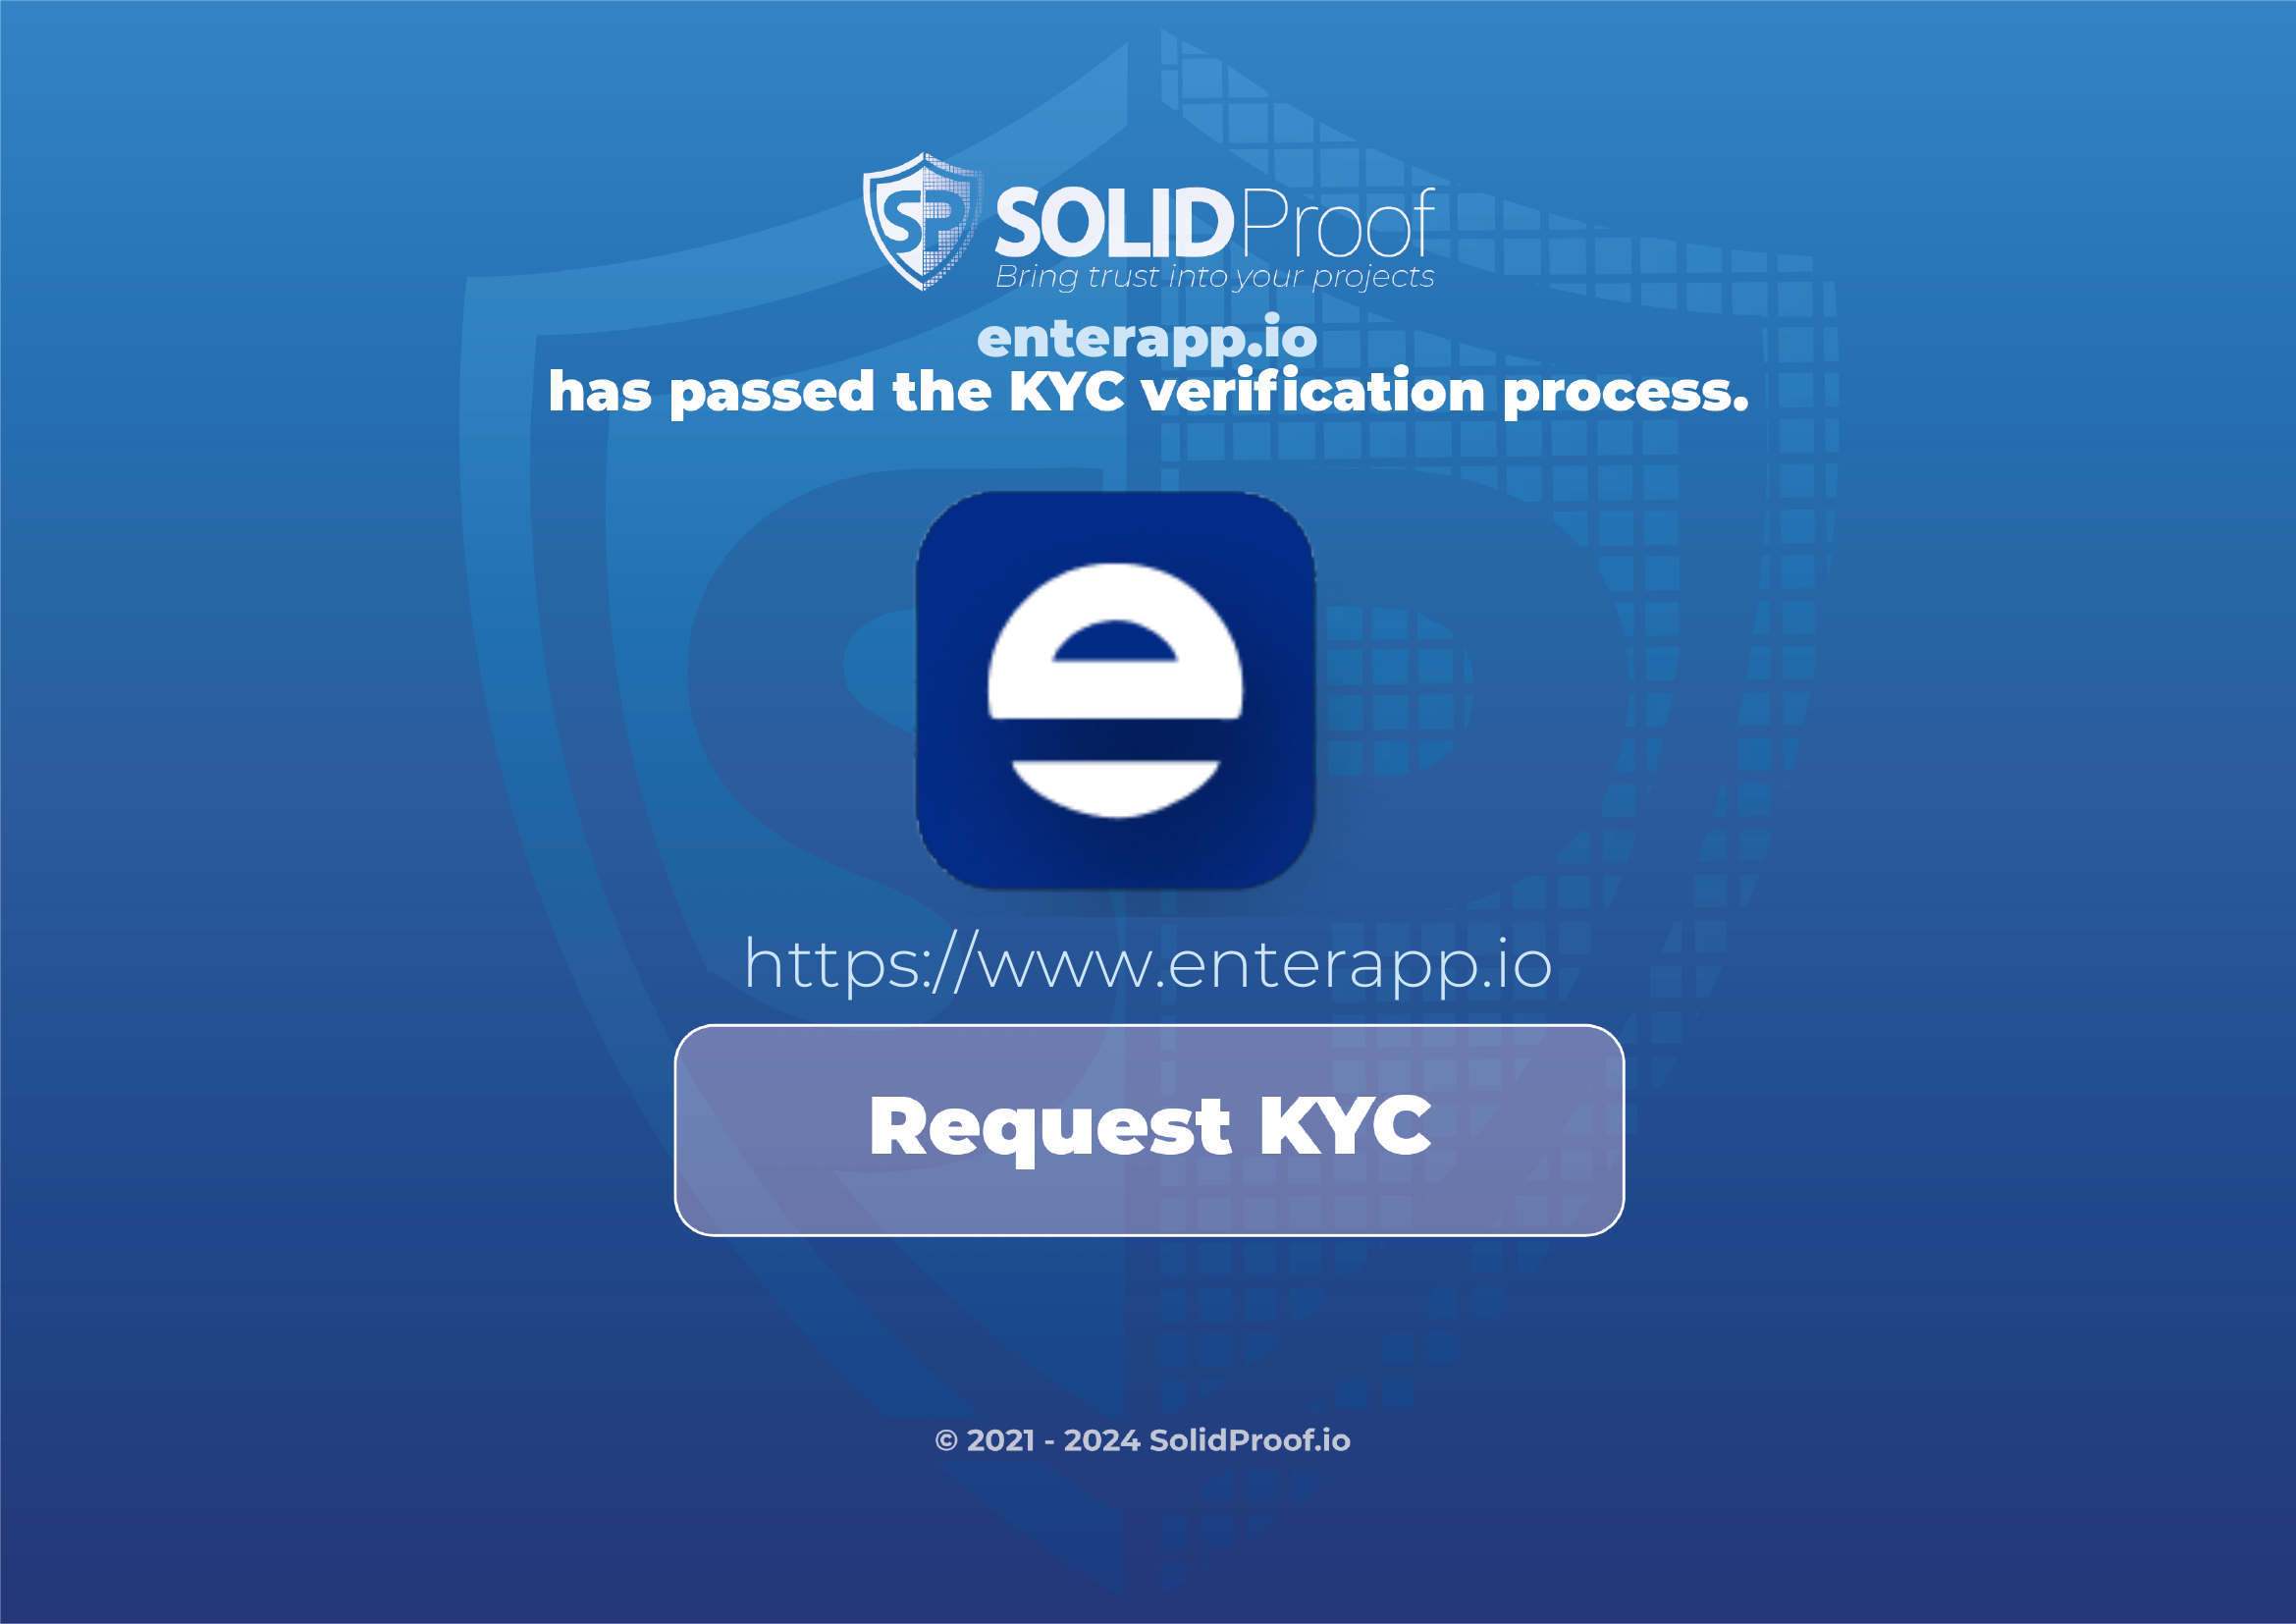 SP SOLIDProof
Bring trust into your projects
enterapp.io
has passed the KYC verification process.
e
https://www.enterapp.io
Request KYC
© 2021 - 2024 SolidProof.io